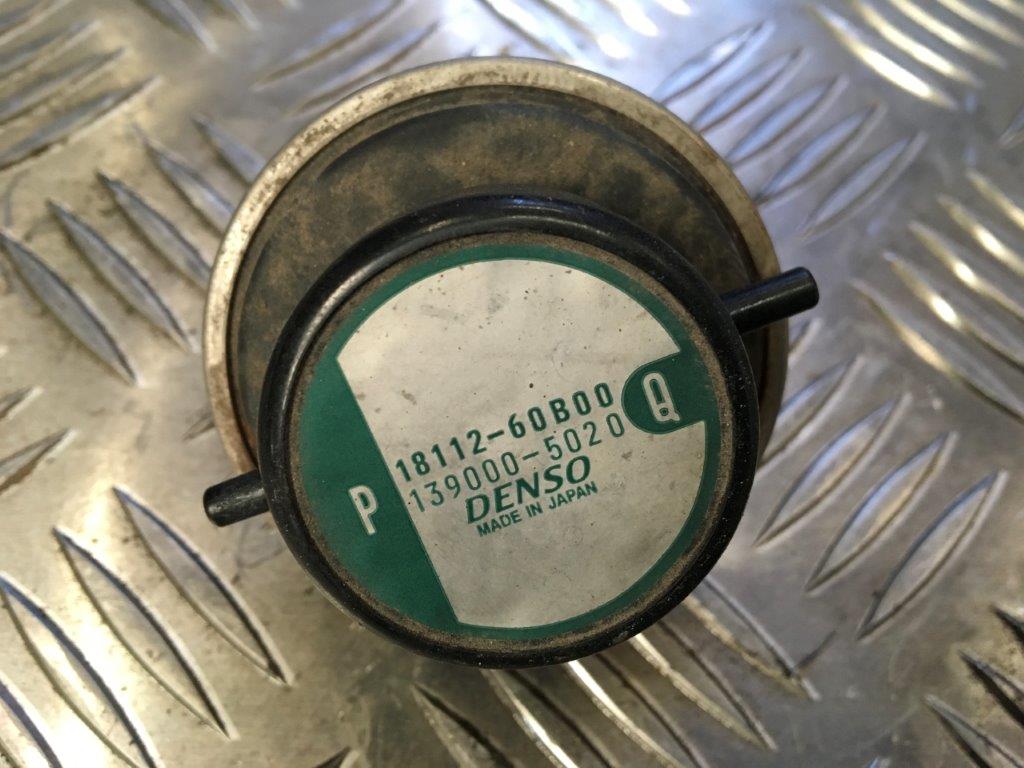 18112-60B00
139000-5020
DENSO
MADE IN JAPAN
P
Q